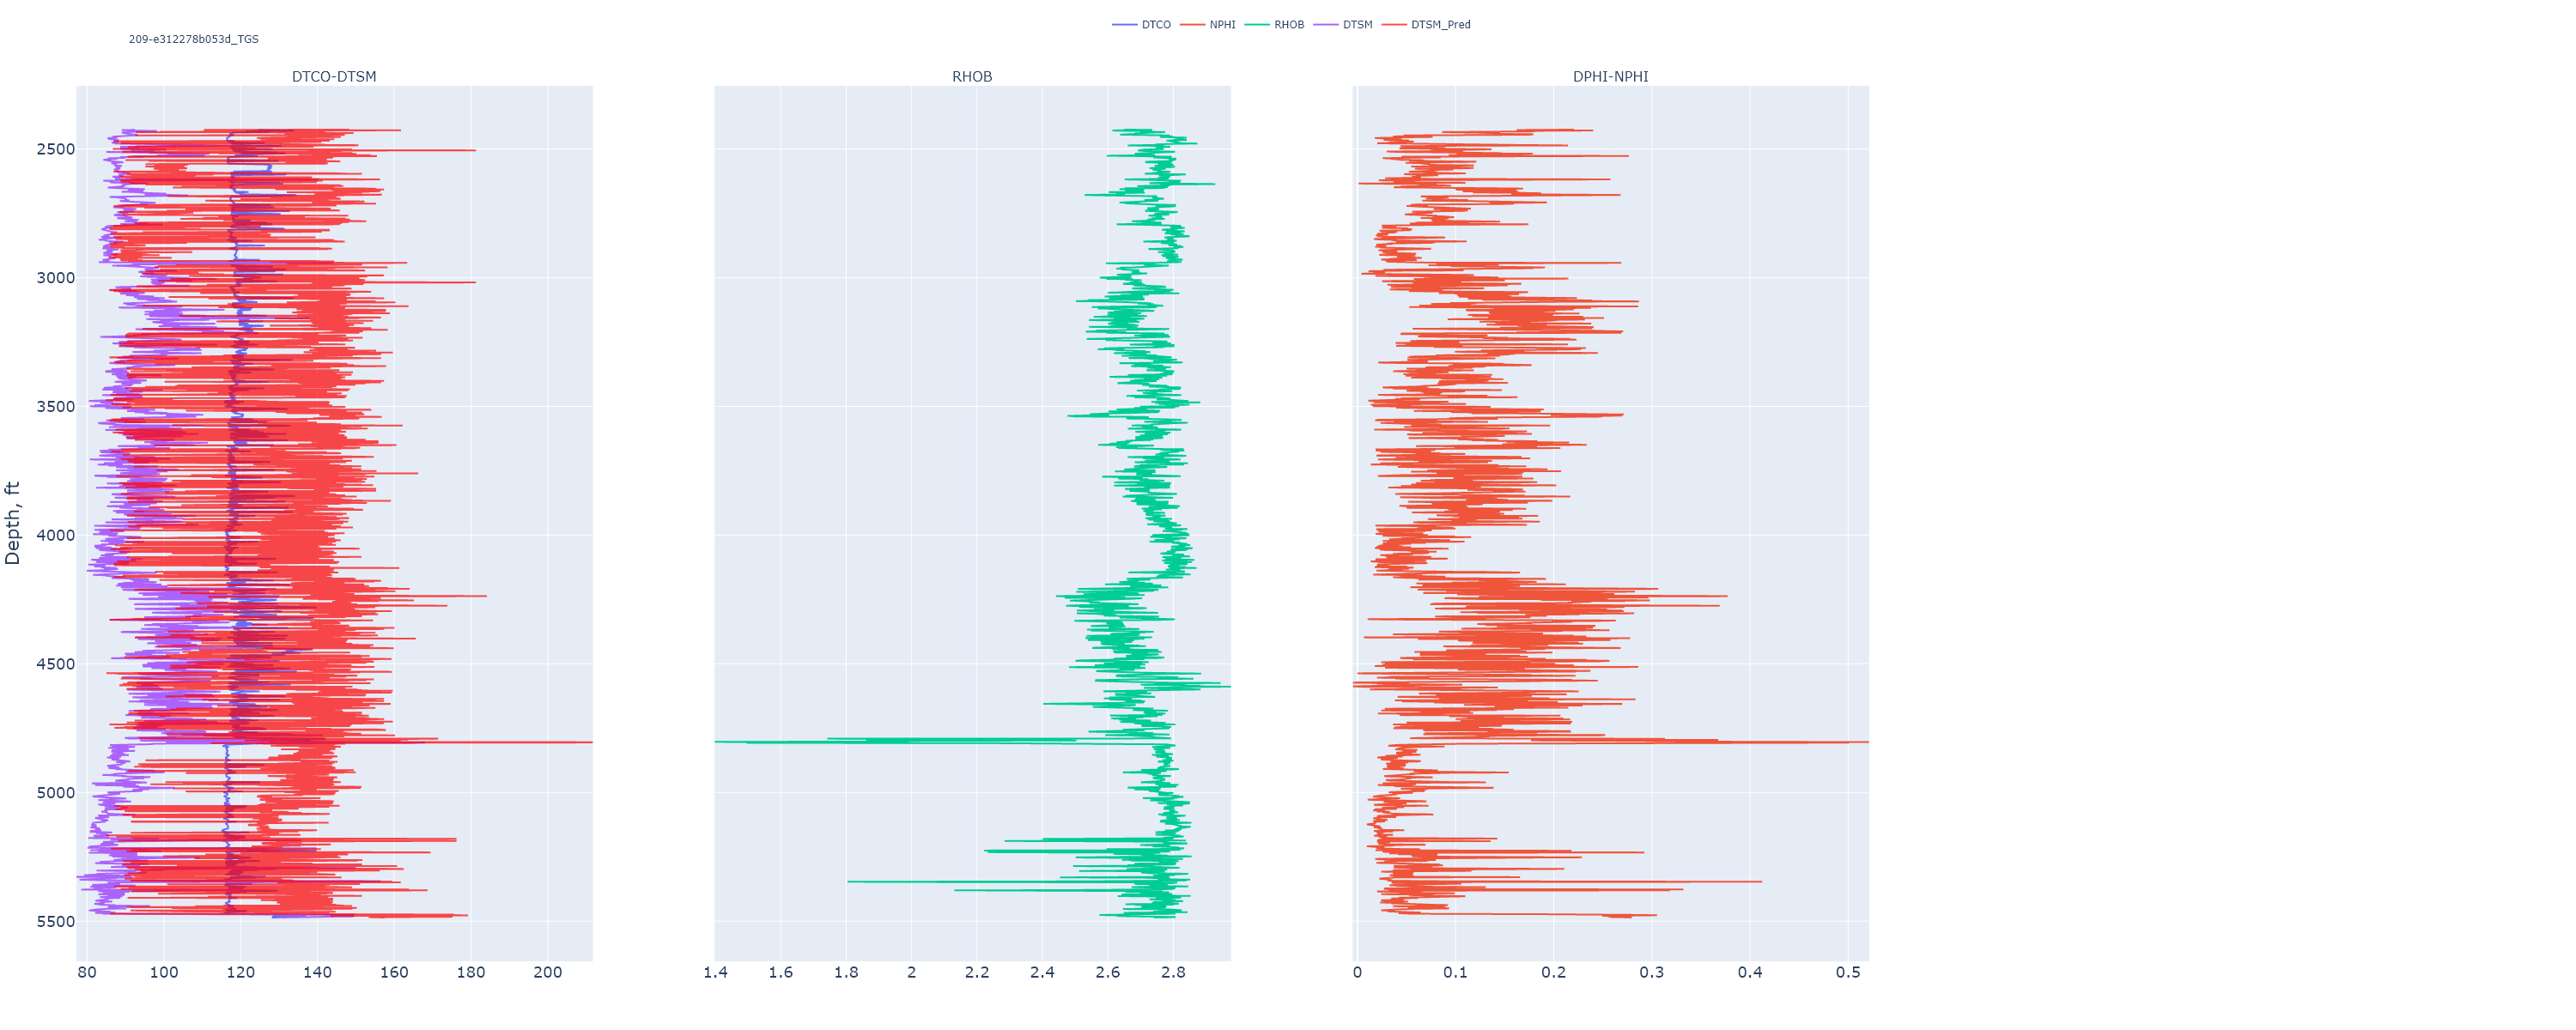 DTCO NPHI RHOB DTSM DTSM_Pred
209-e312278b053d_TGS
DTCO-DTSM RHOB DPHI-NPHI
2500
3000
3500
4000
4500
5000
5500
Depth, ft
80 100 120 140 160 180 200
1.4 1.6 1.8 2 2.2 2.4 2.6 2.8
0 0.1 0.2 0.3 0.4 0.5